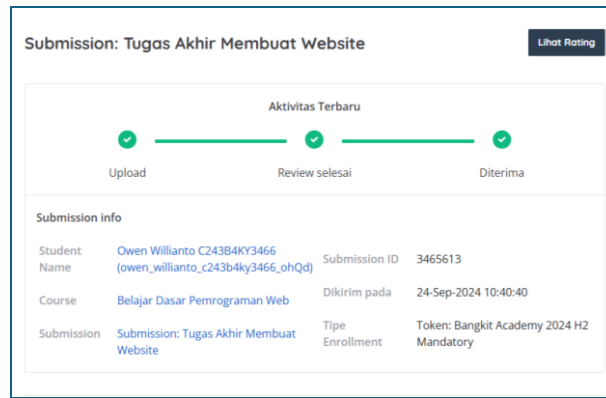 Submission: Tugas Akhir Membuat Website
Lihat Rating
Aktivitas Terbaru
Upload
Review selesai
Diterima
Submission info
Student
Name
Owen Willianto C243B4KY3466
(owen_willianto_c243b4ky3466_ohQd)
Submission ID
3465613
Course
Belajar Dasar Pemrograman Web
Dikirim pada
24-Sep-2024 10:40:40
Submission
Submission: Tugas Akhir Membuat
Website
Tipe
Enrollment
Token: Bangkit Academy 2024 H2
Mandatory